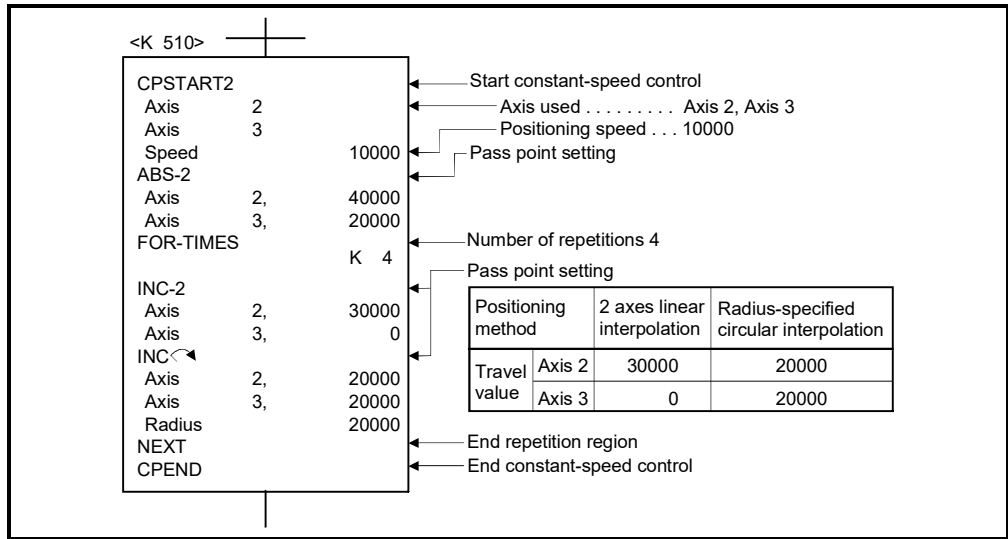 <K 510>
CPSTART2
Start constant-speed control
Axis 2
Axis used . . . . . . . . . Axis 2, Axis 3
Axis 3
Positioning speed . . . 10000
Speed 10000
Pass point setting
ABS-2
Axis 2, 40000
Axis 3, 20000
FOR-TIMES
Number of repetitions 4
K 4
Pass point setting
INC-2
Axis 2, 30000
Axis 3, 0
INC
Axis 2, 20000
Axis 3, 20000
Radius 20000
Positioning method
2 axes linear interpolation
Radius-specified circular interpolation
Travel value
Axis 2 30000 20000
Axis 3 0 20000
NEXT
End repetition region
CPEND
End constant-speed control